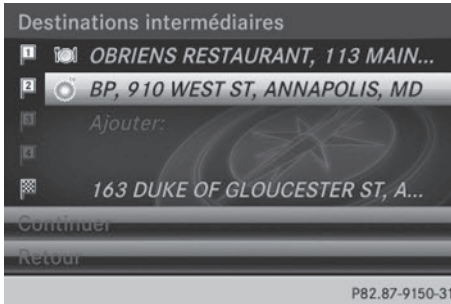 Destinations intermédiaires
1 OBRIENS RESTAURANT, 113 MAIN...
2 BP, 910 WEST ST, ANNAPOLIS, MD
3 Ajouter:
4
163 DUKE OF GLOUCESTER ST, A...
Continuer
Retour
P82.87-9150-31